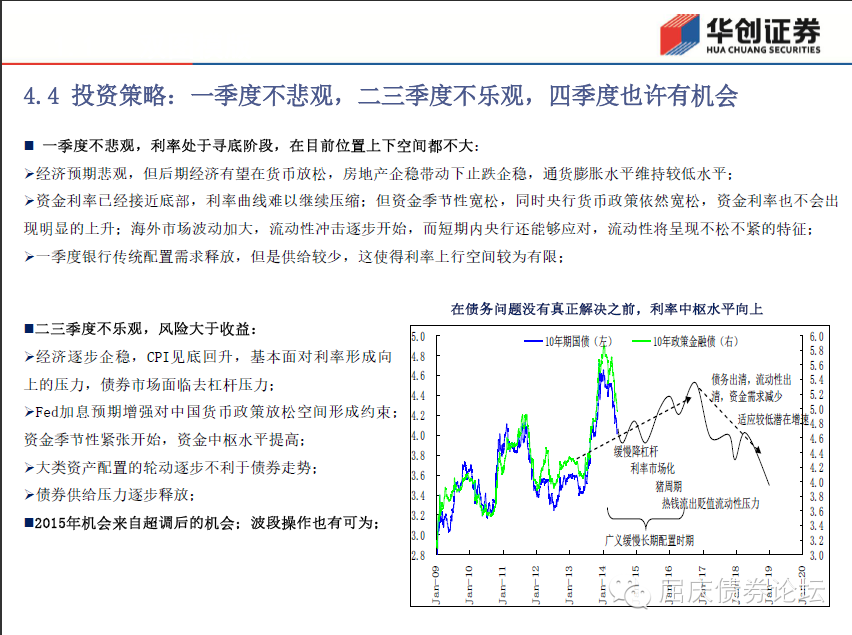 华创证券
HUA CHUANG SECURITIES
4.4 投资策略：一季度不悲观，二三季度不乐观，四季度也许有机会
■ 一季度不悲观，利率处于寻底阶段，在目前位置上下空间都不大：
➢经济预期悲观，但后期经济有望在货币放松，房地产企稳带动下止跌企稳，通货膨胀水平维持较低水平；
➢资金利率已经接近底部，利率曲线难以继续压缩；但资金季节性宽松，同时央行货币政策依然宽松，资金利率也不会出
现明显的上升；海外市场波动加大，流动性冲击逐步开始，而短期内央行还能够应对，流动性将呈现不松不紧的特征；
➢一季度银行传统配置需求释放，但是供给较少，这使得利率上行空间较为有限；
■二三季度不乐观，风险大于收益：
➢经济逐步企稳，CPI见底回升，基本面对利率形成向
上的压力，债券市场面临去杠杆压力；
➢Fed加息预期增强对中国货币政策放松空间形成约束；
资金季节性紧张开始，资金中枢水平提高；
➢大类资产配置的轮动逐步不利于债券走势；
➢债券供给压力逐步释放；
■2015年机会来自超调后的机会；波段操作也有可为；
在债务问题没有真正解决之前，利率中枢水平向上
10年期国债（左）
10年政策金融债（右）
5.0
4.8
4.6
4.4
4.2
4.0
3.8
3.6
3.4
3.2
3.0
2.8
6.0
5.8
5.6
5.4
5.2
5.0
4.8
4.6
4.4
4.2
4.0
3.8
3.6
3.4
3.2
3.0
债务出清，流动性出
清，资金需求减少
适应较低潜在增速
缓慢降杠杆
利率市场化
猪周期
热钱流出贬值流动性压力
广义缓慢长期配置时期
Jan-09
Jan-10
Jan-11
Jan-12
Jan-13
Jan-14
Jan-15
Jan-16
Jan-17
Jan-18
Jan-19
Jan-20
屈庆债券论坛